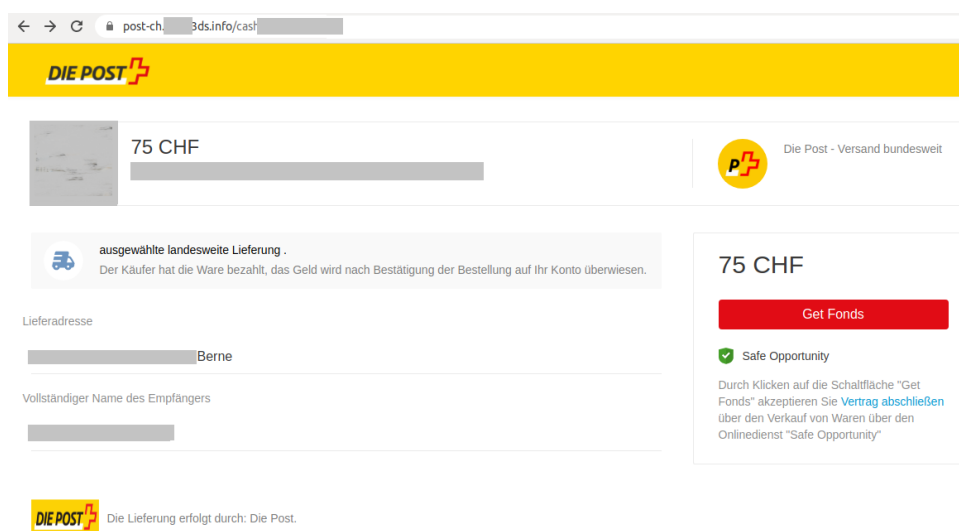 post-ch. 3ds.info/cash
DIE POST
75 CHF
P
Die Post - Versand bundesweit
ausgewählte landesweite Lieferung .
Der Käufer hat die Ware bezahlt, das Geld wird nach Bestätigung der Bestellung auf Ihr Konto überwiesen.
75 CHF
Get Fonds
Safe Opportunity
Durch Klicken auf die Schaltfläche "Get
Fonds" akzeptieren Sie Vertrag abschließen
über den Verkauf von Waren über den
Onlinedienst "Safe Opportunity"
Lieferadresse
Berne
Vollständiger Name des Empfängers
DIE POST
Die Lieferung erfolgt durch: Die Post.